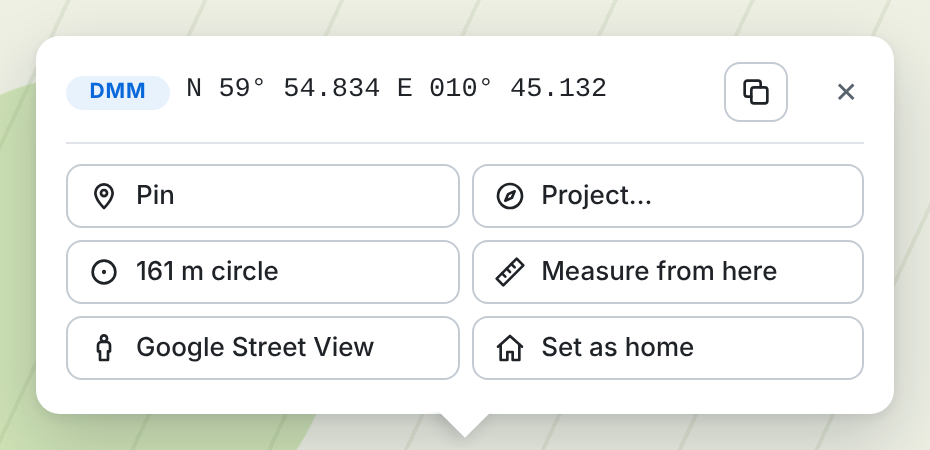 DMM N 59° 54.834 E 010° 45.132
Pin
Project...
161 m circle
Measure from here
Google Street View
Set as home